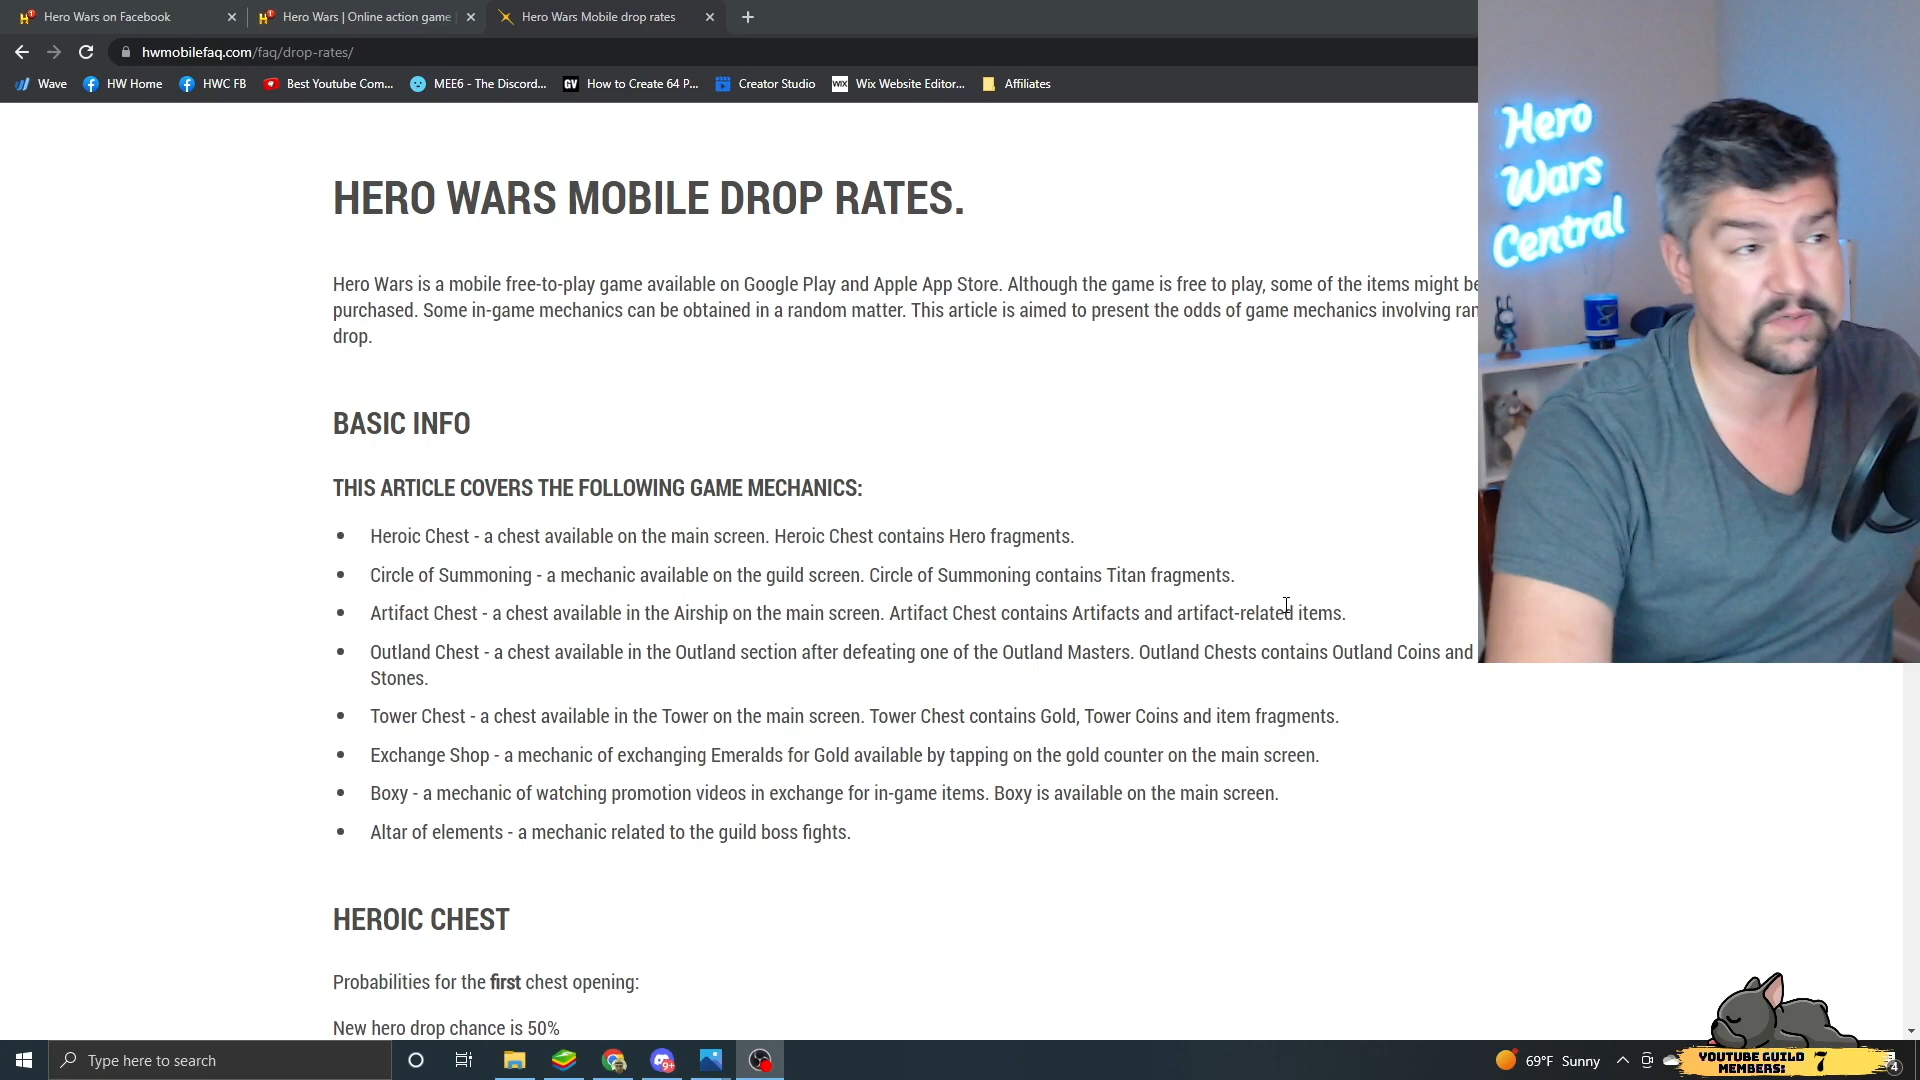 Hero Wars on Facebook
Hero Wars | Online action game
Hero Wars Mobile drop rates
hwmobilefaq.com/faq/drop-rates/
Wave
HW Home
HWC FB
Best Youtube Com...
MEE6 - The Discord...
GV
How to Create 64 P...
Creator Studio
WIX
Wix Website Editor...
Affiliates
HERO WARS MOBILE DROP RATES.
Hero Wars is a mobile free-to-play game available on Google Play and Apple App Store. Although the game is free to play, some of the items might be
purchased. Some in-game mechanics can be obtained in a random matter. This article is aimed to present the odds of game mechanics involving
drop.
BASIC INFO
THIS ARTICLE COVERS THE FOLLOWING GAME MECHANICS:
• Heroic Chest - a chest available on the main screen. Heroic Chest contains Hero fragments.
• Circle of Summoning - a mechanic available on the guild screen. Circle of Summoning contains Titan fragments.
• Artifact Chest - a chest available in the Airship on the main screen. Artifact Chest contains Artifacts and artifact-related items.
• Outland Chest - a chest available in the Outland section after defeating one of the Outland Masters. Outland Chests contains Outland Coins and
Stones.
• Tower Chest - a chest available in the Tower on the main screen. Tower Chest contains Gold, Tower Coins and item fragments.
• Exchange Shop - a mechanic of exchanging Emeralds for Gold available by tapping on the gold counter on the main screen.
• Boxy - a mechanic of watching promotion videos in exchange for in-game items. Boxy is available on the main screen.
• Altar of elements - a mechanic related to the guild boss fights.
HEROIC CHEST
Probabilities for the first chest opening:
New hero drop chance is 50%
Hero
Wars
Central
Type here to search
9+
69°F Sunny
YOUTUBE GUILD
MEMBERS: 7
4